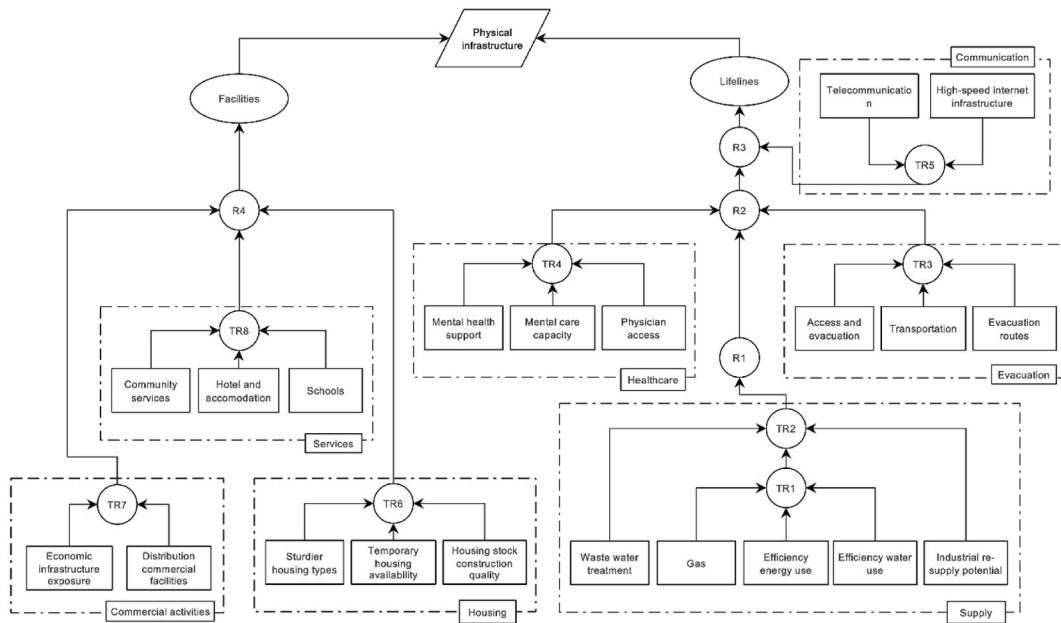 Physical
infrastructure
Facilities
Lifelines
Communication
Telecommunicatio
n
High-speed internet
infrastructure
R3
TR5
R4
R2
TR4
TR3
Mental health
support
Mental care
capacity
Physician
access
Access and
evacuation
Transportation
Evacuation
routes
TR8
R1
Healthcare
Evacuation
Community
services
Hotel and
accomodation
Schools
Services
TR2
TR7
TR6
TR1
Economic
infrastructure
exposure
Distribution
commercial
facilities
Sturdier
housing types
Temporary
housing
availability
Housing stock
construction
quality
Waste water
treatment
Gas
Efficiency
energy use
Efficiency water
use
Industrial re-
supply potential
Commercial activities
Housing
Supply